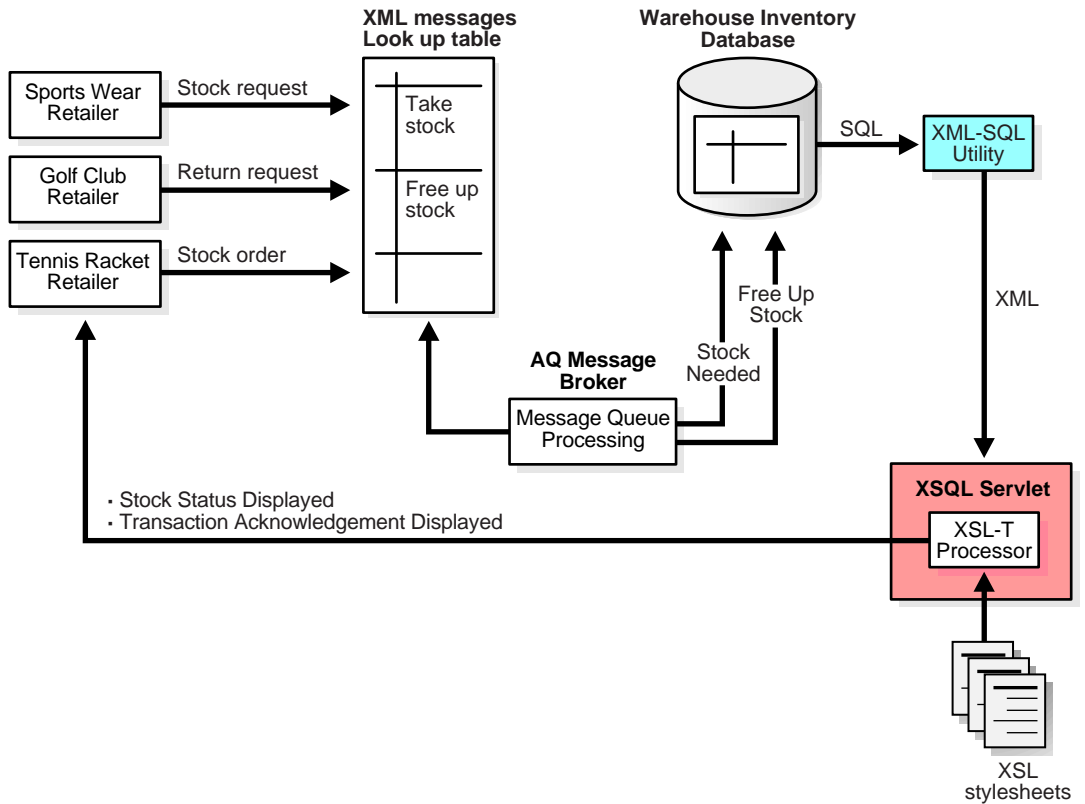 XML messages
Look up table
Warehouse Inventory
Database
Sports Wear
Retailer
Stock request
Take
stock
SQL
XML-SQL
Utility
Golf Club
Retailer
Return request
Free up
stock
Tennis Racket
Retailer
Stock order
Free Up
Stock
XML
Stock
Needed
AQ Message
Broker
Message Queue
Processing
XSQL Servlet
XSL-T
Processor
· Stock Status Displayed
· Transaction Acknowledgement Displayed
XSL
stylesheets